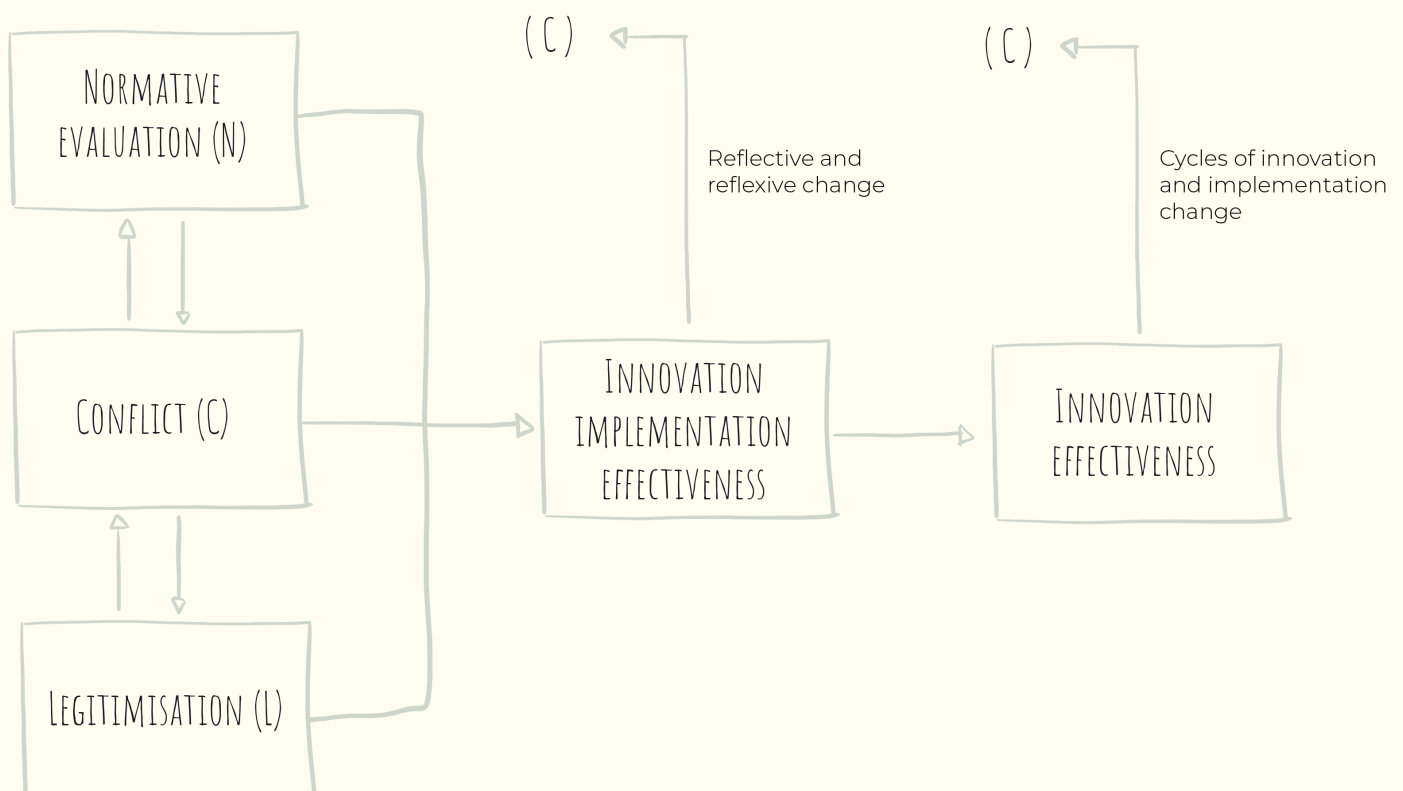 Normative
evaluation (N)
Conflict (C)
Legitimisation (L)
(C)
Reflective and
reflexive change
Innovation
implementation
effectiveness
(C)
Cycles of innovation
and implementation
change
Innovation
effectiveness